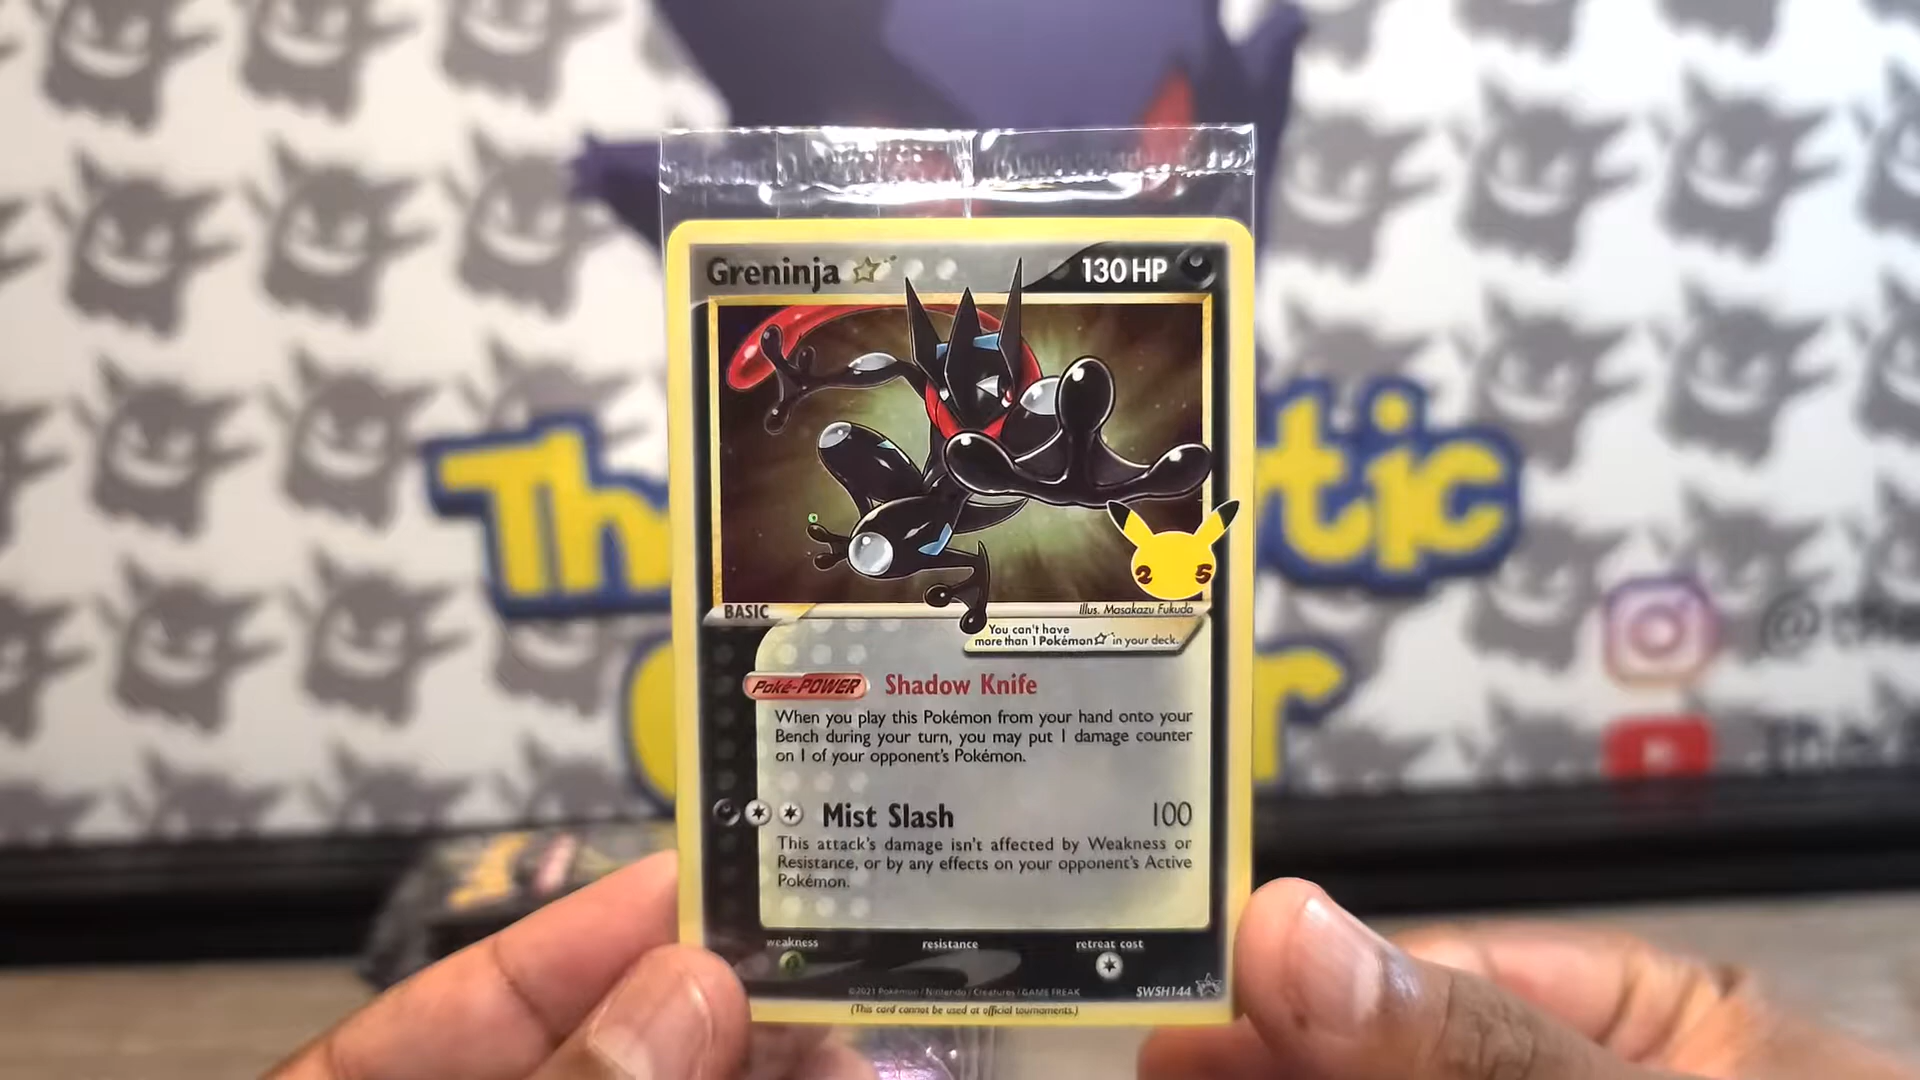 Greninja
130 HP
2 5
BASIC
Illus. Masakazu Fukuda
You can't have
more than 1 Pokémon☆ in your deck.
Poké-POWER Shadow Knife
When you play this Pokémon from your hand onto your
Bench during your turn, you may put 1 damage counter
on 1 of your opponent's Pokémon.
Mist Slash 100
This attack's damage isn't affected by Weakness or
Resistance, or by any effects on your opponent's Active
Pokémon.
weakness resistance retreat cost
©2021 Pokémon / Nintendo / Creatures / GAME FREAK SWSH144
(This card cannot be used at official tournaments.)